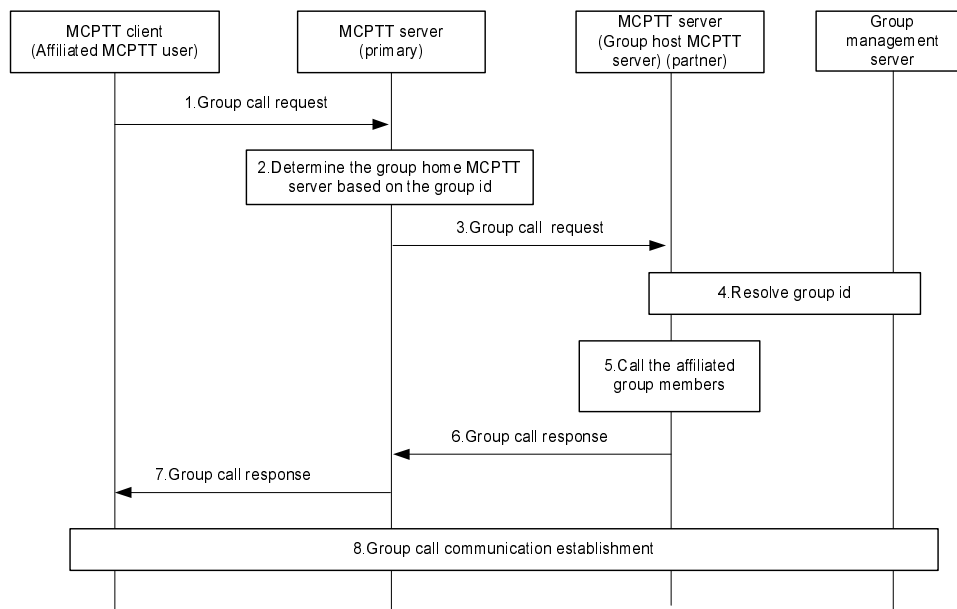 MCPTT client
(Affiliated MCPTT user)
MCPTT server
(primary)
MCPTT server
(Group host MCPTT
server) (partner)
Group
management
server
1.Group call request
2.Determine the group home MCPTT
server based on the group id
3.Group call request
4.Resolve group id
5.Call the affiliated
group members
6.Group call response
7.Group call response
8.Group call communication establishment